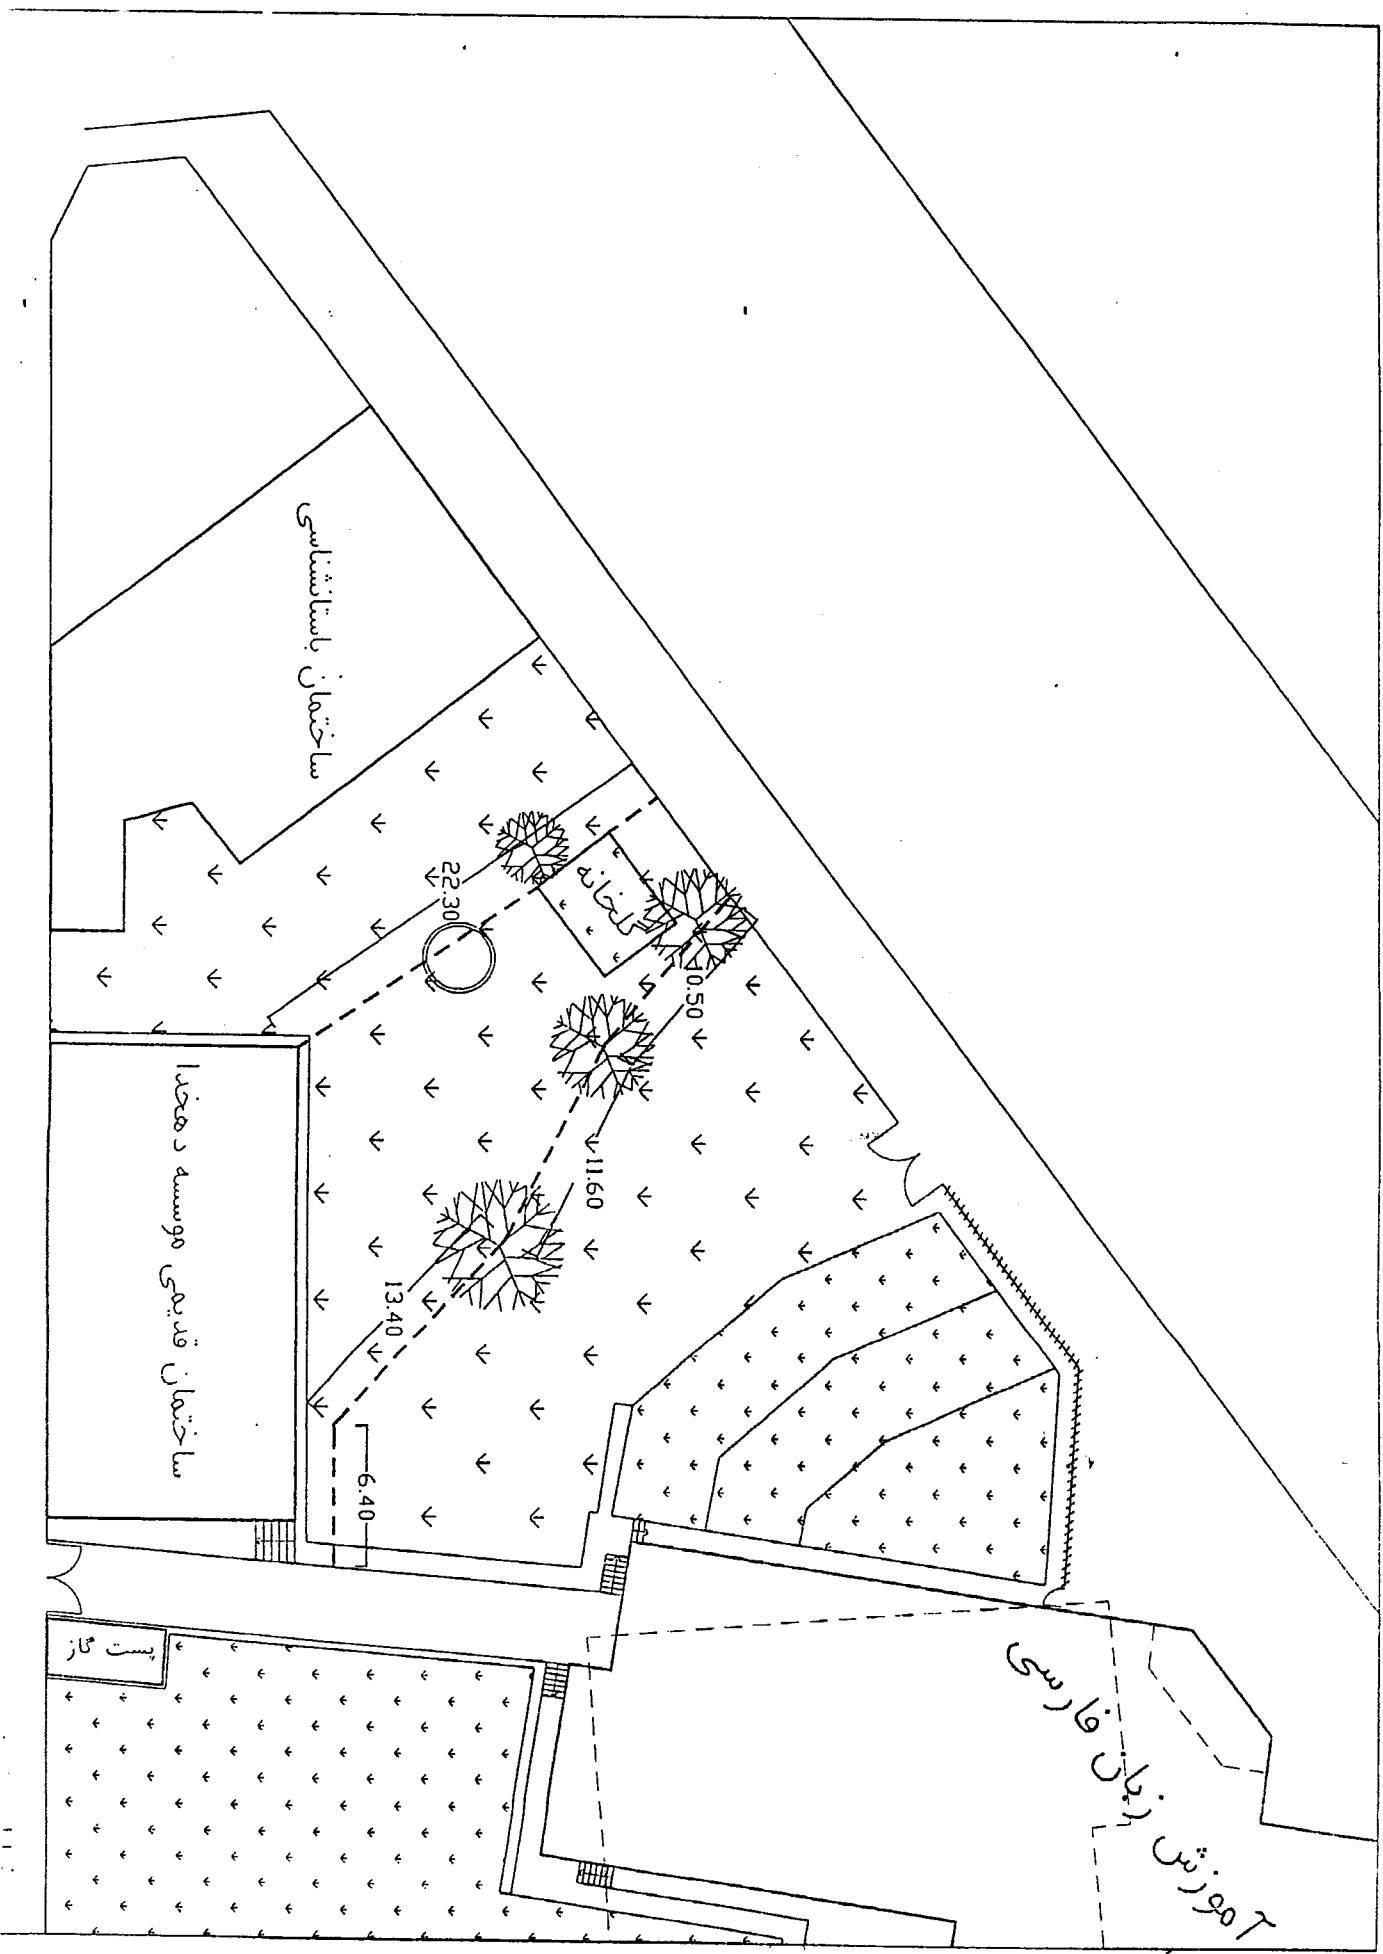 ساختمان باستانشناسی
گلخانه
22.30
10.50
11.60
13.40
6.40
ساختمان قدیمی موسسه دهخدا
پست گاز
آموزش زبان فارسی